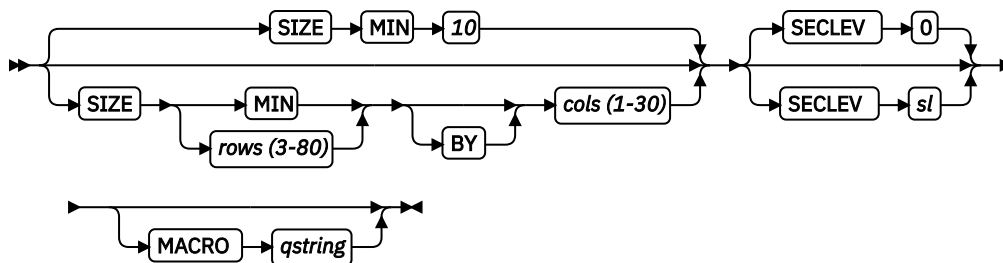 SIZE MIN 10 SECLEV 0
SIZE MIN BY cols (1-30) SECLEV sl
rows (3-80)
MACRO qstring